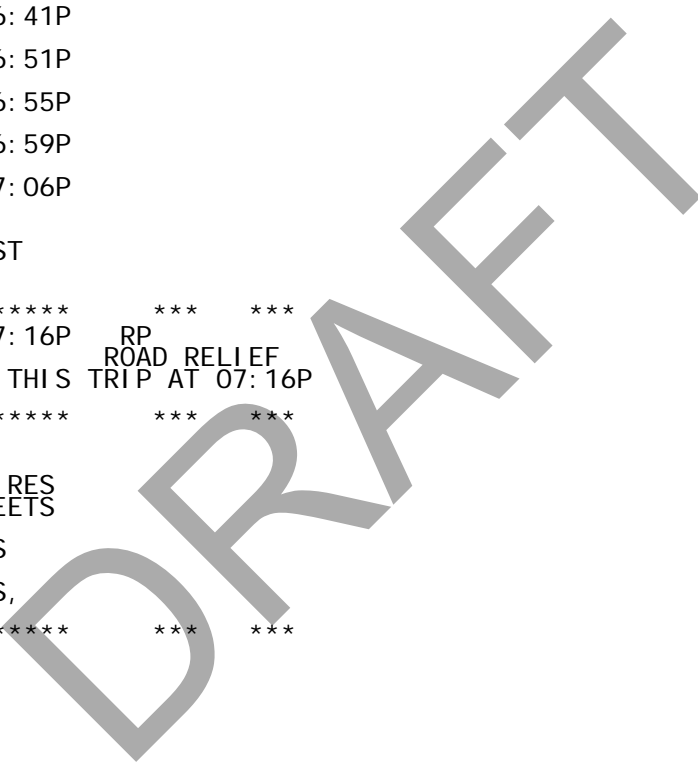 6:41P
6:51P
6:55P
6:59P
7:06P
ST
***** *** ***
7:16P RP
ROAD RELIEF
THIS TRIP AT 07:16P
***** *** ***
RES
EETS
S
S,
***** *** ***
DRAFT